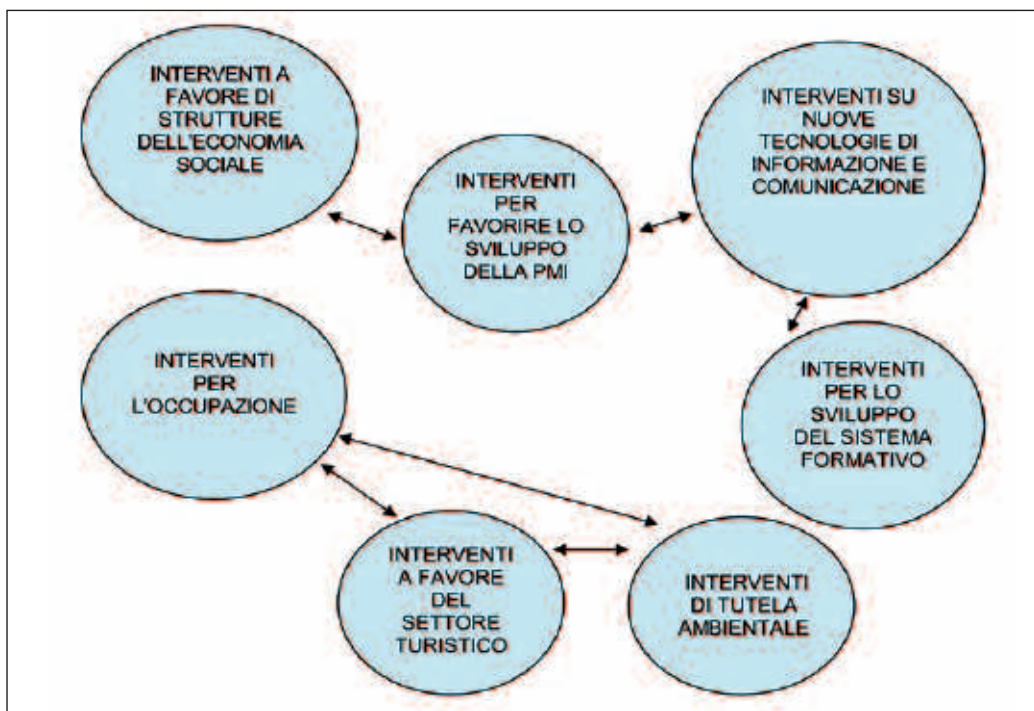 INTERVENTI A
FAVORE DI
STRUTTURE
DELL'ECONOMIA
SOCIALE
INTERVENTI
PER
FAVORIRE LO
SVILUPPO
DELLA PMI
INTERVENTI SU
NUOVE
TECNOLOGIE DI
INFORMAZIONE E
COMUNICAZIONE
INTERVENTI
PER
L'OCCUPAZIONE
INTERVENTI
PER LO
SVILUPPO
DEL SISTEMA
FORMATIVO
INTERVENTI
A FAVORE
DEL
SETTORE
TURISTICO
INTERVENTI
DI TUTELA
AMBIENTALE